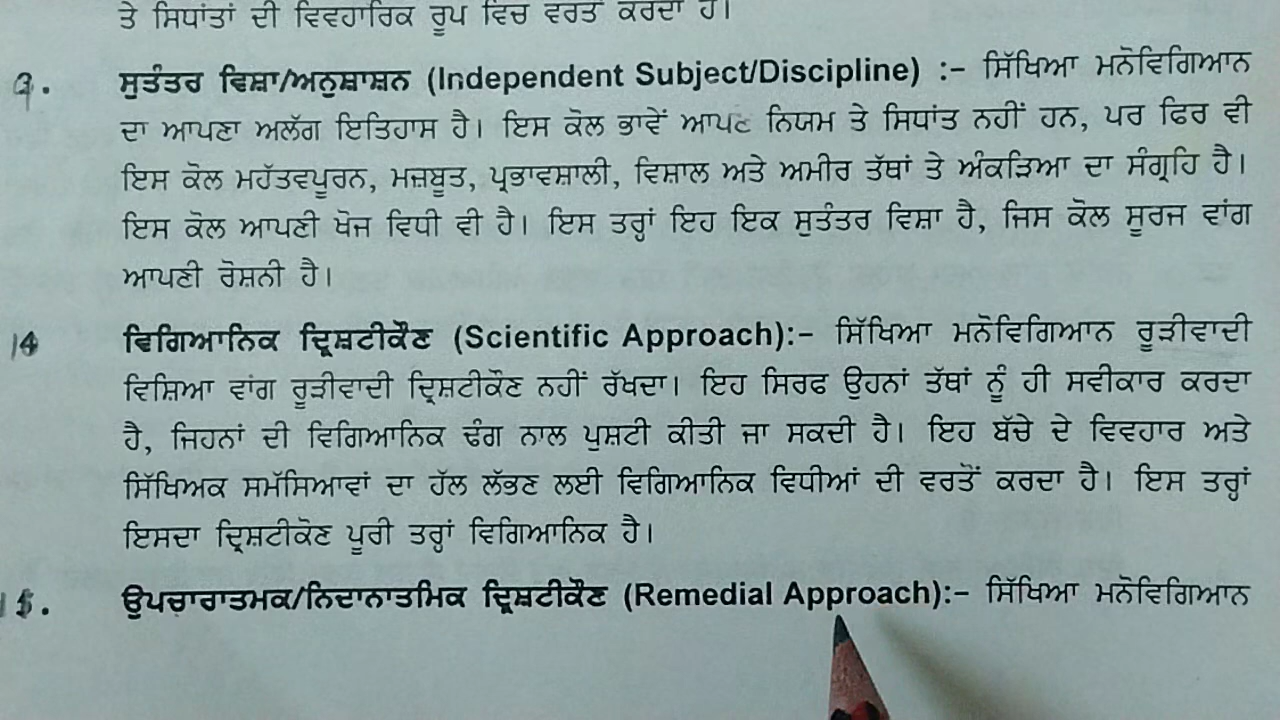 ਤੇ ਸਿਧਾਂਤਾਂ ਦੀ ਵਿਵਹਾਰਿਕ ਰੂਪ ਵਿਚ ਵਰਤੋਂ ਕਰਦਾ ਹੈ।
ਸੁਤੰਤਰ ਵਿਸ਼ਾ/ਅਨੁਸ਼ਾਸ਼ਨ (Independent Subject/Discipline) :– ਸਿੱਖਿਆ ਮਨੋਵਿਗਿਆਨ
ਦਾ ਆਪਣਾ ਅਲੱਗ ਇਤਿਹਾਸ ਹੈ। ਇਸ ਕੋਲ ਭਾਵੇਂ ਆਪਣੇ ਨਿਯਮ ਤੇ ਸਿਧਾਂਤ ਨਹੀਂ ਹਨ, ਪਰ ਫਿਰ ਵੀ
ਇਸ ਕੋਲ ਮਹੱਤਵਪੂਰਨ, ਮਜ਼ਬੂਤ, ਪ੍ਰਭਾਵਸ਼ਾਲੀ, ਵਿਸ਼ਾਲ ਅਤੇ ਅਮੀਰ ਤੱਥਾਂ ਤੇ ਅੰਕੜਿਆ ਦਾ ਸੰਗ੍ਰਹਿ ਹੈ।
ਇਸ ਕੋਲ ਆਪਣੀ ਖੋਜ ਵਿਧੀ ਵੀ ਹੈ। ਇਸ ਤਰ੍ਹਾਂ ਇਹ ਇਕ ਸੁਤੰਤਰ ਵਿਸ਼ਾ ਹੈ, ਜਿਸ ਕੋਲ ਸੂਰਜ ਵਾਂਗ
ਆਪਣੀ ਰੋਸ਼ਨੀ ਹੈ।
14 ਵਿਗਿਆਨਿਕ ਦ੍ਰਿਸ਼ਟੀਕੌਣ (Scientific Approach):– ਸਿੱਖਿਆ ਮਨੋਵਿਗਿਆਨ ਰੂੜੀਵਾਦੀ
ਵਿਸ਼ਿਆ ਵਾਂਗ ਰੂੜੀਵਾਦੀ ਦ੍ਰਿਸ਼ਟੀਕੌਣ ਨਹੀਂ ਰੱਖਦਾ। ਇਹ ਸਿਰਫ ਉਹਨਾਂ ਤੱਥਾਂ ਨੂੰ ਹੀ ਸਵੀਕਾਰ ਕਰਦਾ
ਹੈ, ਜਿਹਨਾਂ ਦੀ ਵਿਗਿਆਨਿਕ ਢੰਗ ਨਾਲ ਪੁਸ਼ਟੀ ਕੀਤੀ ਜਾ ਸਕਦੀ ਹੈ। ਇਹ ਬੱਚੇ ਦੇ ਵਿਵਹਾਰ ਅਤੇ
ਸਿੱਖਿਅਕ ਸਮੱਸਿਆਵਾਂ ਦਾ ਹੱਲ ਲੱਭਣ ਲਈ ਵਿਗਿਆਨਿਕ ਵਿਧੀਆਂ ਦੀ ਵਰਤੋਂ ਕਰਦਾ ਹੈ। ਇਸ ਤਰ੍ਹਾਂ
ਇਸਦਾ ਦ੍ਰਿਸ਼ਟੀਕੋਣ ਪੂਰੀ ਤਰ੍ਹਾਂ ਵਿਗਿਆਨਿਕ ਹੈ।
15. ਉਪਚਾਰਾਤਮਕ/ਨਿਦਾਨਾਤਮਿਕ ਦ੍ਰਿਸ਼ਟੀਕੌਣ (Remedial Approach):– ਸਿੱਖਿਆ ਮਨੋਵਿਗਿਆਨ